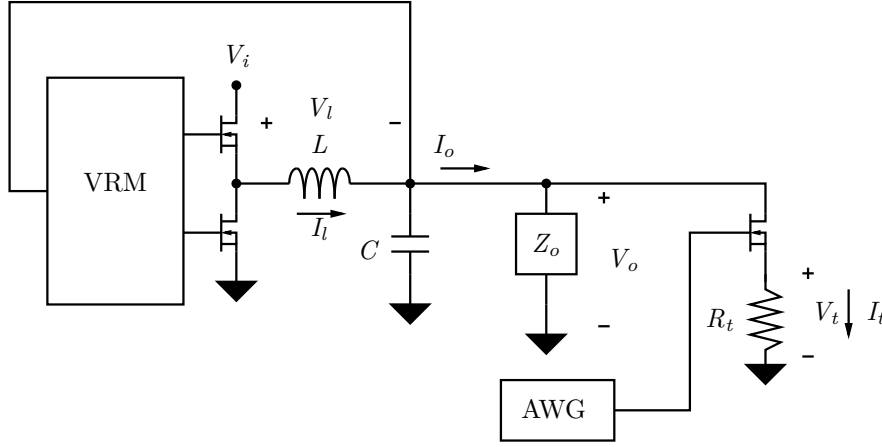 V_i
+ V_l −
L
I_o
VRM
I_l
C
Z_o
+
V_o
−
R_t
+
V_t
I_t
−
AWG